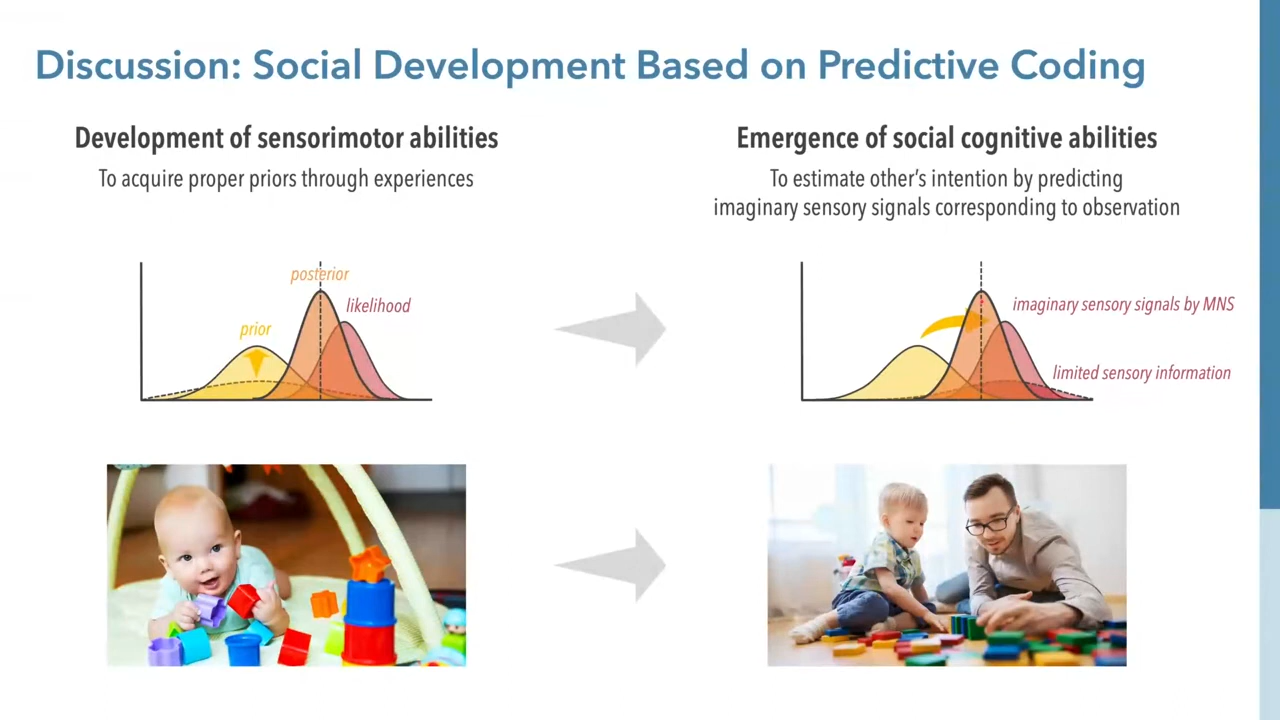 Discussion: Social Development Based on Predictive Coding
Development of sensorimotor abilities
To acquire proper priors through experiences
posterior
likelihood
prior
Emergence of social cognitive abilities
To estimate other's intention by predicting
imaginary sensory signals corresponding to observation
imaginary sensory signals by MNS
limited sensory information